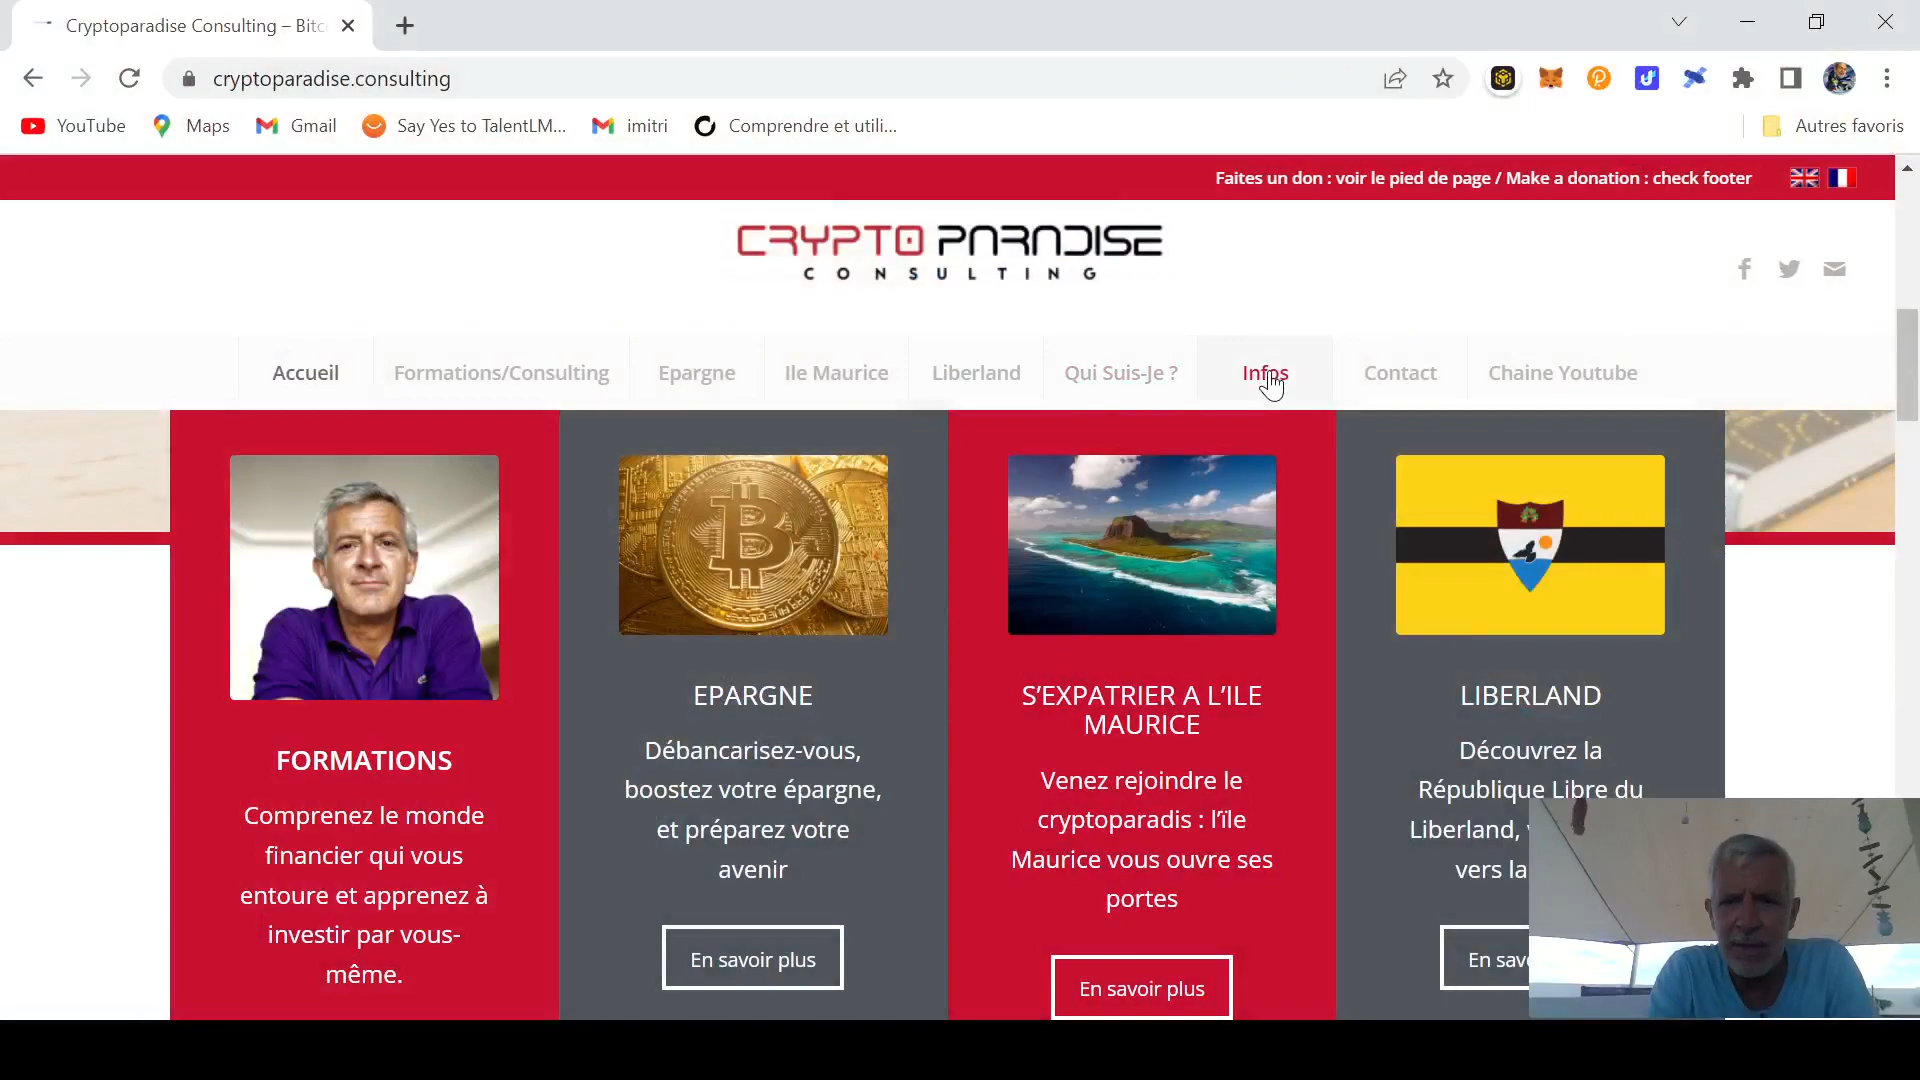 Cryptoparadise Consulting – Bitc
cryptoparadise.consulting
YouTube
Maps
Gmail
Say Yes to TalentLM...
imitri
Comprendre et utili...
Autres favoris
Faites un don : voir le pied de page / Make a donation : check footer
CRYPTO PARADISE
CONSULTING
Accueil
Formations/Consulting
Epargne
Ile Maurice
Liberland
Qui Suis-Je ?
Infos
Contact
Chaine Youtube
FORMATIONS
Comprenez le monde
financier qui vous
entoure et apprenez à
investir par vous-
même.
EPARGNE
Débancarisez-vous,
boostez votre épargne,
et préparez votre
avenir
En savoir plus
S'EXPATRIER A L'ILE
MAURICE
Venez rejoindre le
cryptoparadis : l'île
Maurice vous ouvre ses
portes
En savoir plus
LIBERLAND
Découvrez la
République Libre du
Liberland,
vers la
En